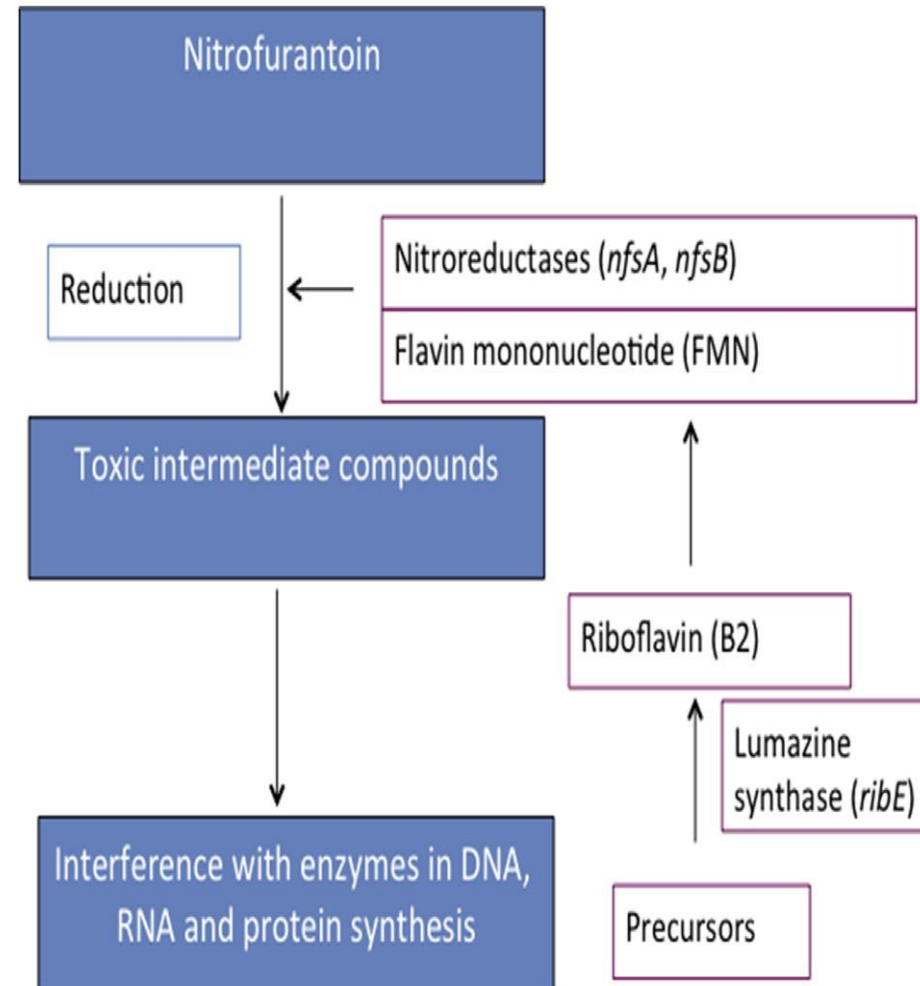 Nitrofurantoin
Reduction
Nitroreductases (nfsA, nfsB)
Flavin mononucleotide (FMN)
Toxic intermediate compounds
Riboflavin (B2)
Lumazine
synthase (ribE)
Interference with enzymes in DNA,
RNA and protein synthesis
Precursors